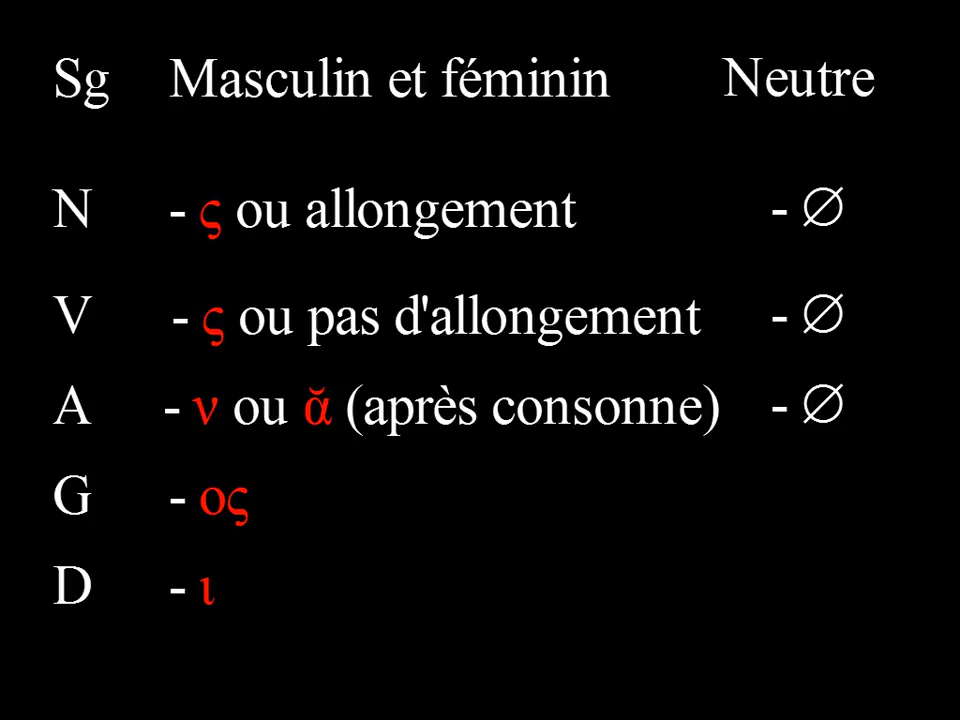 Sg Masculin et féminin Neutre
N - ς ou allongement - ∅
V - ς ou pas d'allongement - ∅
A - ν ou ᾰ (après consonne) - ∅
G - ος
D - ι